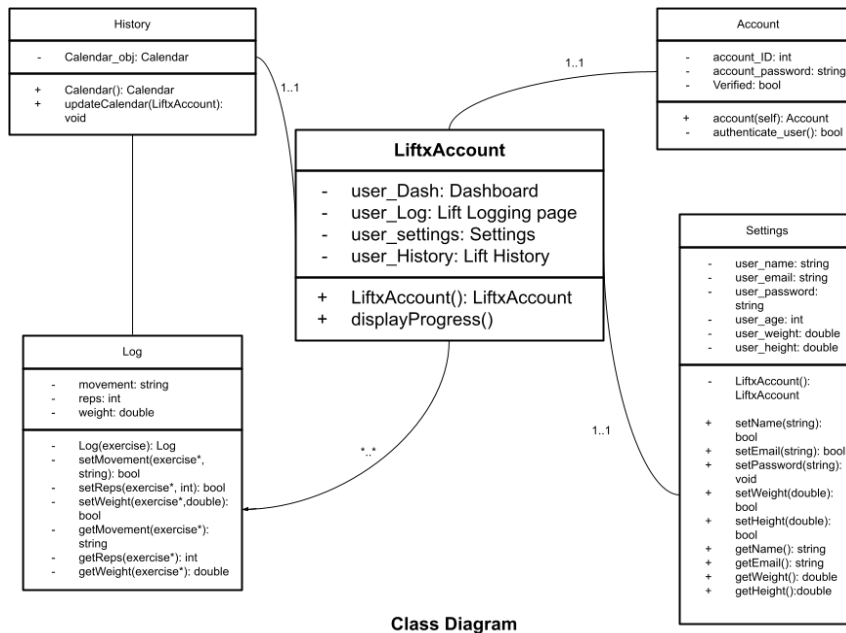 History
- Calendar_obj: Calendar
+ Calendar(): Calendar
+ updateCalendar(LiftxAccount):
void
1..1
1..1
Account
- account_ID: int
- account_password: string
- Verified: bool
+ account(self): Account
- authenticate_user(): bool
LiftxAccount
- user_Dash: Dashboard
- user_Log: Lift Logging page
- user_settings: Settings
- user_History: Lift History
+ LiftxAccount(): LiftxAccount
+ displayProgress()
Settings
- user_name: string
- user_email: string
- user_password:
string
- user_age: int
- user_weight: double
- user_height: double
- LiftxAccount():
LiftxAccount
+ setName(string):
bool
+ setEmail(string): bool
+ setPassword(string):
void
+ setWeight(double):
bool
+ setHeight(double):
bool
+ getName(): string
+ getEmail(): string
+ getWeight(): double
+ getHeight():double
Log
- movement: string
- reps: int
- weight: double
- Log(exercise): Log
- setMovement(exercise*,
string): bool
- setReps(exercise*, int): bool
- setWeight(exercise*,double):
bool
- getMovement(exercise*):
string
- getReps(exercise*): int
- getWeight(exercise*): double
*..*
1..1
Class Diagram